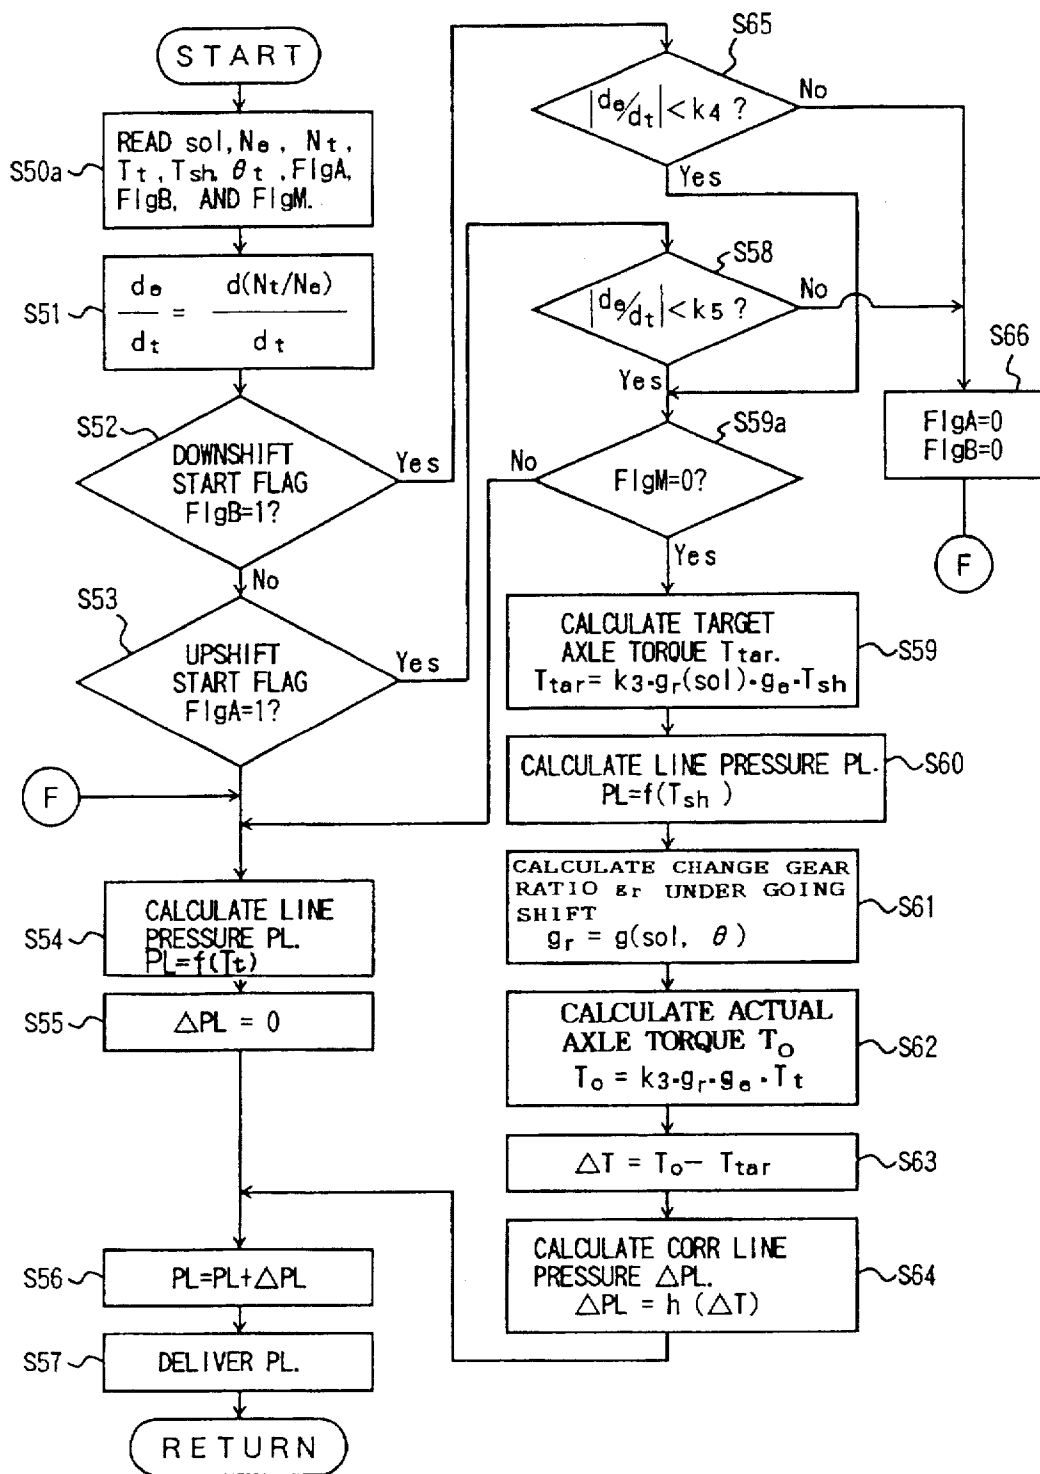 START
S50a
READ sol, Ne, Nt,
Tt, Tsh, θt, FlgA,
FlgB, AND FlgM.
S51
de/dt = d(Nt/Ne)/dt
S52
DOWNSHIFT
START FLAG
FlgB=1?
Yes
No
S53
UPSHIFT
START FLAG
FlgA=1?
Yes
F
S54
CALCULATE LINE
PRESSURE PL.
PL=f(Tt)
S55
△PL = 0
S56
PL=PL+△PL
S57
DELIVER PL.
RETURN
S65
|de/dt|<k4 ?
No
Yes
S58
|de/dt|<k5 ?
No
Yes
S66
FlgA=0
FlgB=0
F
S59a
FlgM=0?
No
Yes
S59
CALCULATE TARGET
AXLE TORQUE Ttar.
Ttar= k3·gr(sol)·ge·Tsh
S60
CALCULATE LINE PRESSURE PL.
PL=f(Tsh )
S61
CALCULATE CHANGE GEAR
RATIO gr UNDER GOING
SHIFT
gr = g(sol, θ )
S62
CALCULATE ACTUAL
AXLE TORQUE To
To = k3·gr·ge·Tt
S63
△T = To− Ttar
S64
CALCULATE CORR LINE
PRESSURE △PL.
△PL = h (△T)